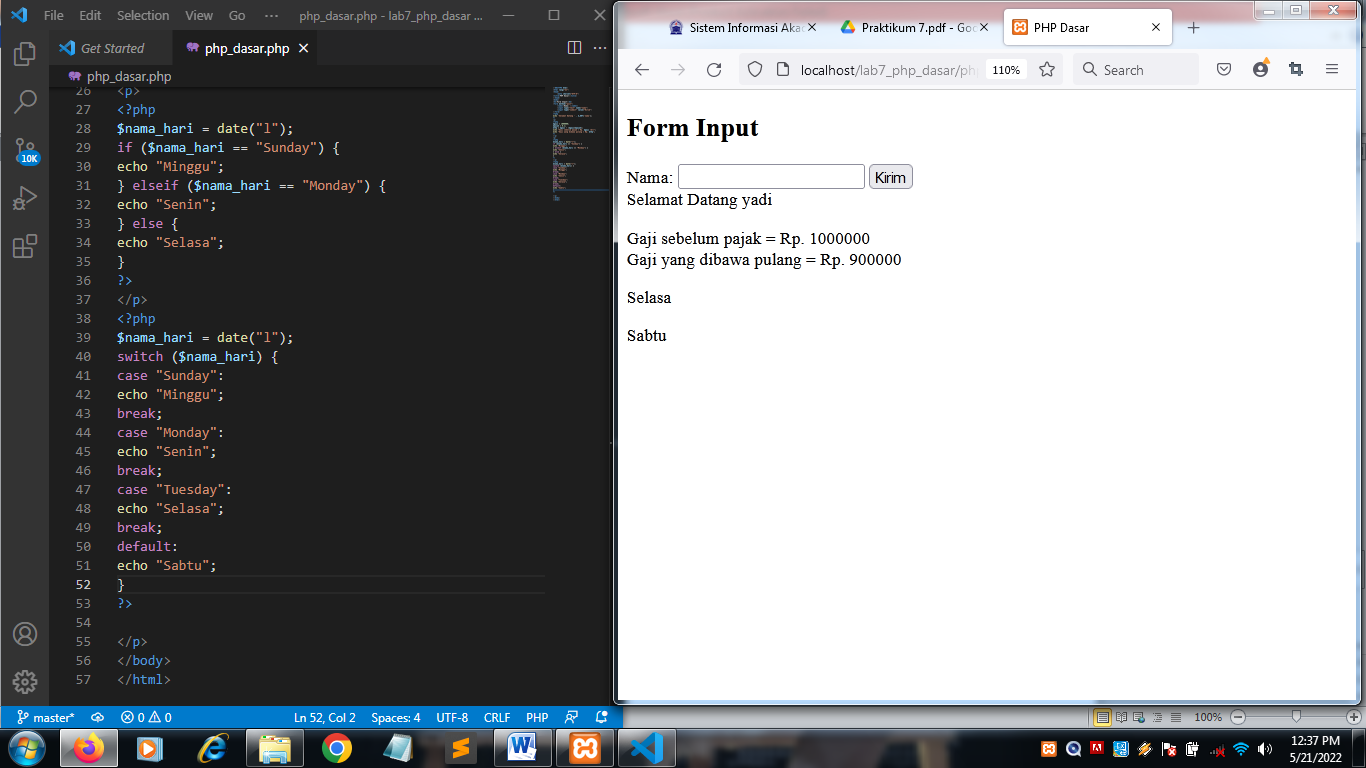 File Edit Selection View Go ··· php_dasar.php - lab7_php_dasar ...
Get Started php_dasar.php
php_dasar.php
10K
26 <p>
27 <?php
28 $nama_hari = date("l");
29 if ($nama_hari == "Sunday") {
30 echo "Minggu";
31 } elseif ($nama_hari == "Monday") {
32 echo "Senin";
33 } else {
34 echo "Selasa";
35 }
36 ?>
37 </p>
38 <?php
39 $nama_hari = date("l");
40 switch ($nama_hari) {
41 case "Sunday":
42 echo "Minggu";
43 break;
44 case "Monday":
45 echo "Senin";
46 break;
47 case "Tuesday":
48 echo "Selasa";
49 break;
50 default:
51 echo "Sabtu";
52 }
53 ?>
54
55 </p>
56 </body>
57 </html>
master* 0 0 Ln 52, Col 2 Spaces: 4 UTF-8 CRLF PHP
Sistem Informasi Aka Praktikum 7.pdf - Goo PHP Dasar
localhost/lab7_php_dasar/php 110% Search
Form Input
Nama: Kirim
Selamat Datang yadi
Gaji sebelum pajak = Rp. 1000000
Gaji yang dibawa pulang = Rp. 900000
Selasa
Sabtu
100%
12:37 PM
5/21/2022